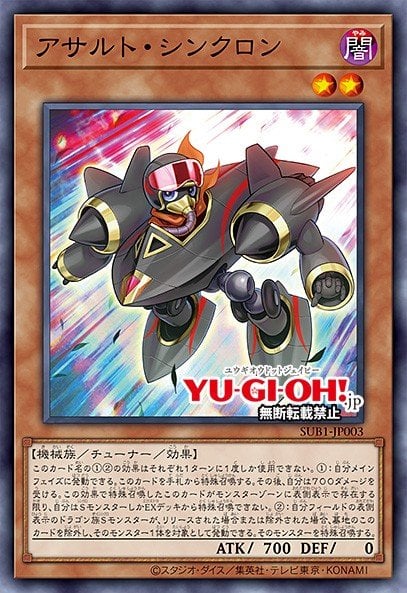 アサルト・シンクロン
やみ
闇
ユウギオウドットジェイピー
YU-GI-OH!.jp
無断転載禁止
SUB1-JP003
【機械族／チューナー／効果】
このカード名の①②の効果はそれぞれ１ターンに１度しか使用できない。①：自分メイン
フェイズに発動できる。このカードを手札から特殊召喚する。その後、自分は700ダメージを
受ける。この効果で特殊召喚したこのカードがモンスターゾーンに表側表示で存在する
限り、自分はSモンスターしかEXデッキから特殊召喚できない。②：自分フィールドの表側
表示のドラゴン族Sモンスターが、リリースされた場合または除外された場合、墓地のこの
カードを除外し、そのモンスター１体を対象として発動できる。そのモンスターを特殊召喚する。
ATK/ 700 DEF/ 0
©スタジオ・ダイス／集英社・テレビ東京・KONAMI